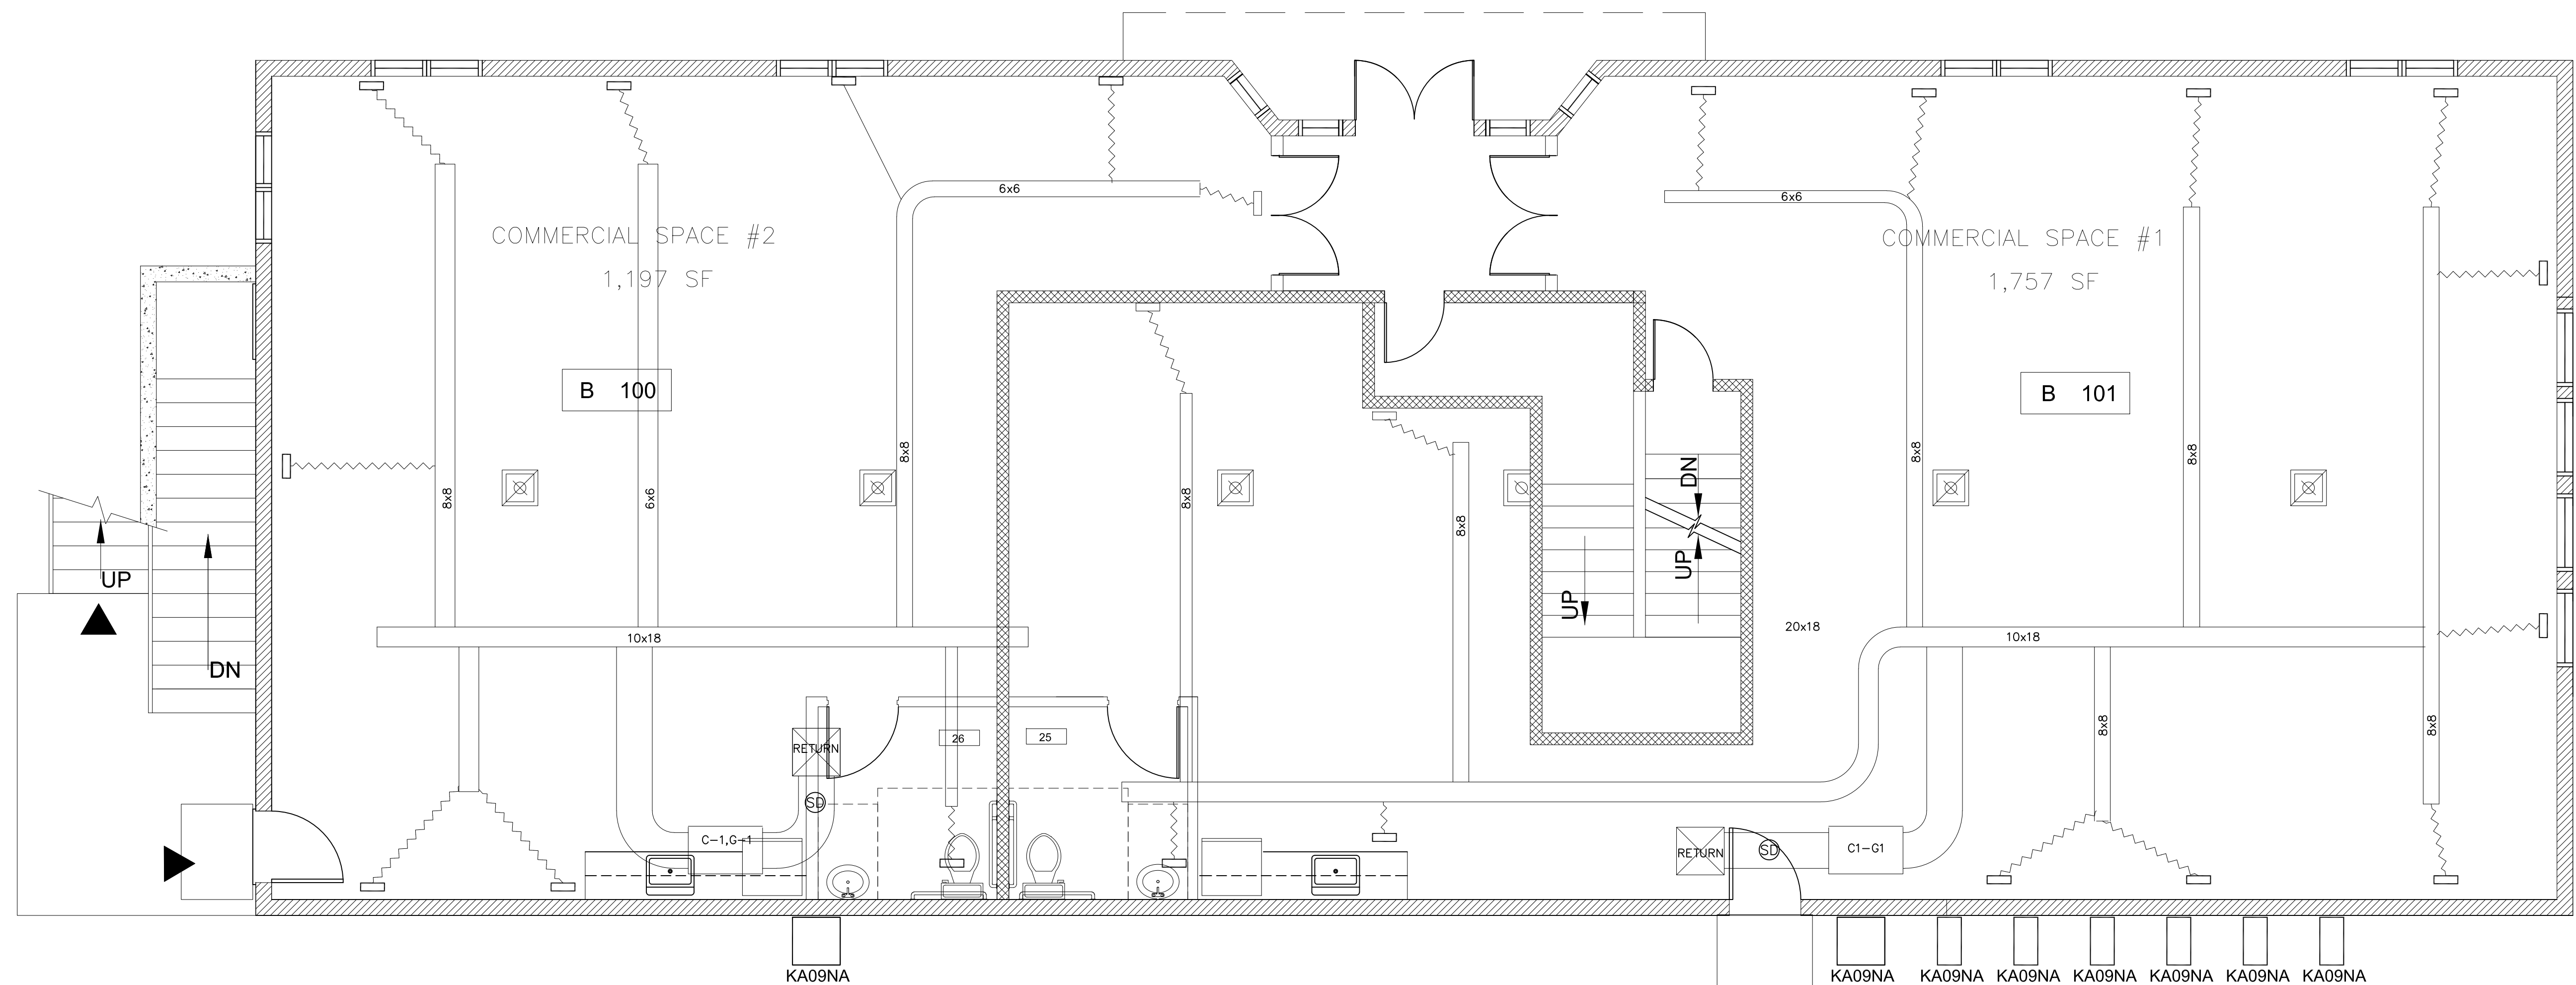 6x6
6x6
COMMERCIAL SPACE #2
1,197 SF
COMMERCIAL SPACE #1
1,757 SF
B 100
B 101
8x8
6x6
8x8
8x8
8x8
8x8
8x8
DN
UP
UP
UP
DN
10x18
20x18
10x18
8x8
8x8
26
25
RETURN
SD
C-1,G-1
RETURN
SD
C1-G1
KA09NA
KA09NA
KA09NA
KA09NA
KA09NA
KA09NA
KA09NA
KA09NA